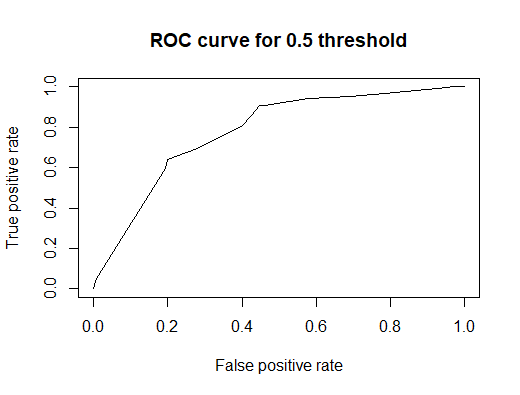 ROC curve for 0.5 threshold
True positive rate
1.0
0.8
0.6
0.4
0.2
0.0
0.0 0.2 0.4 0.6 0.8 1.0
False positive rate